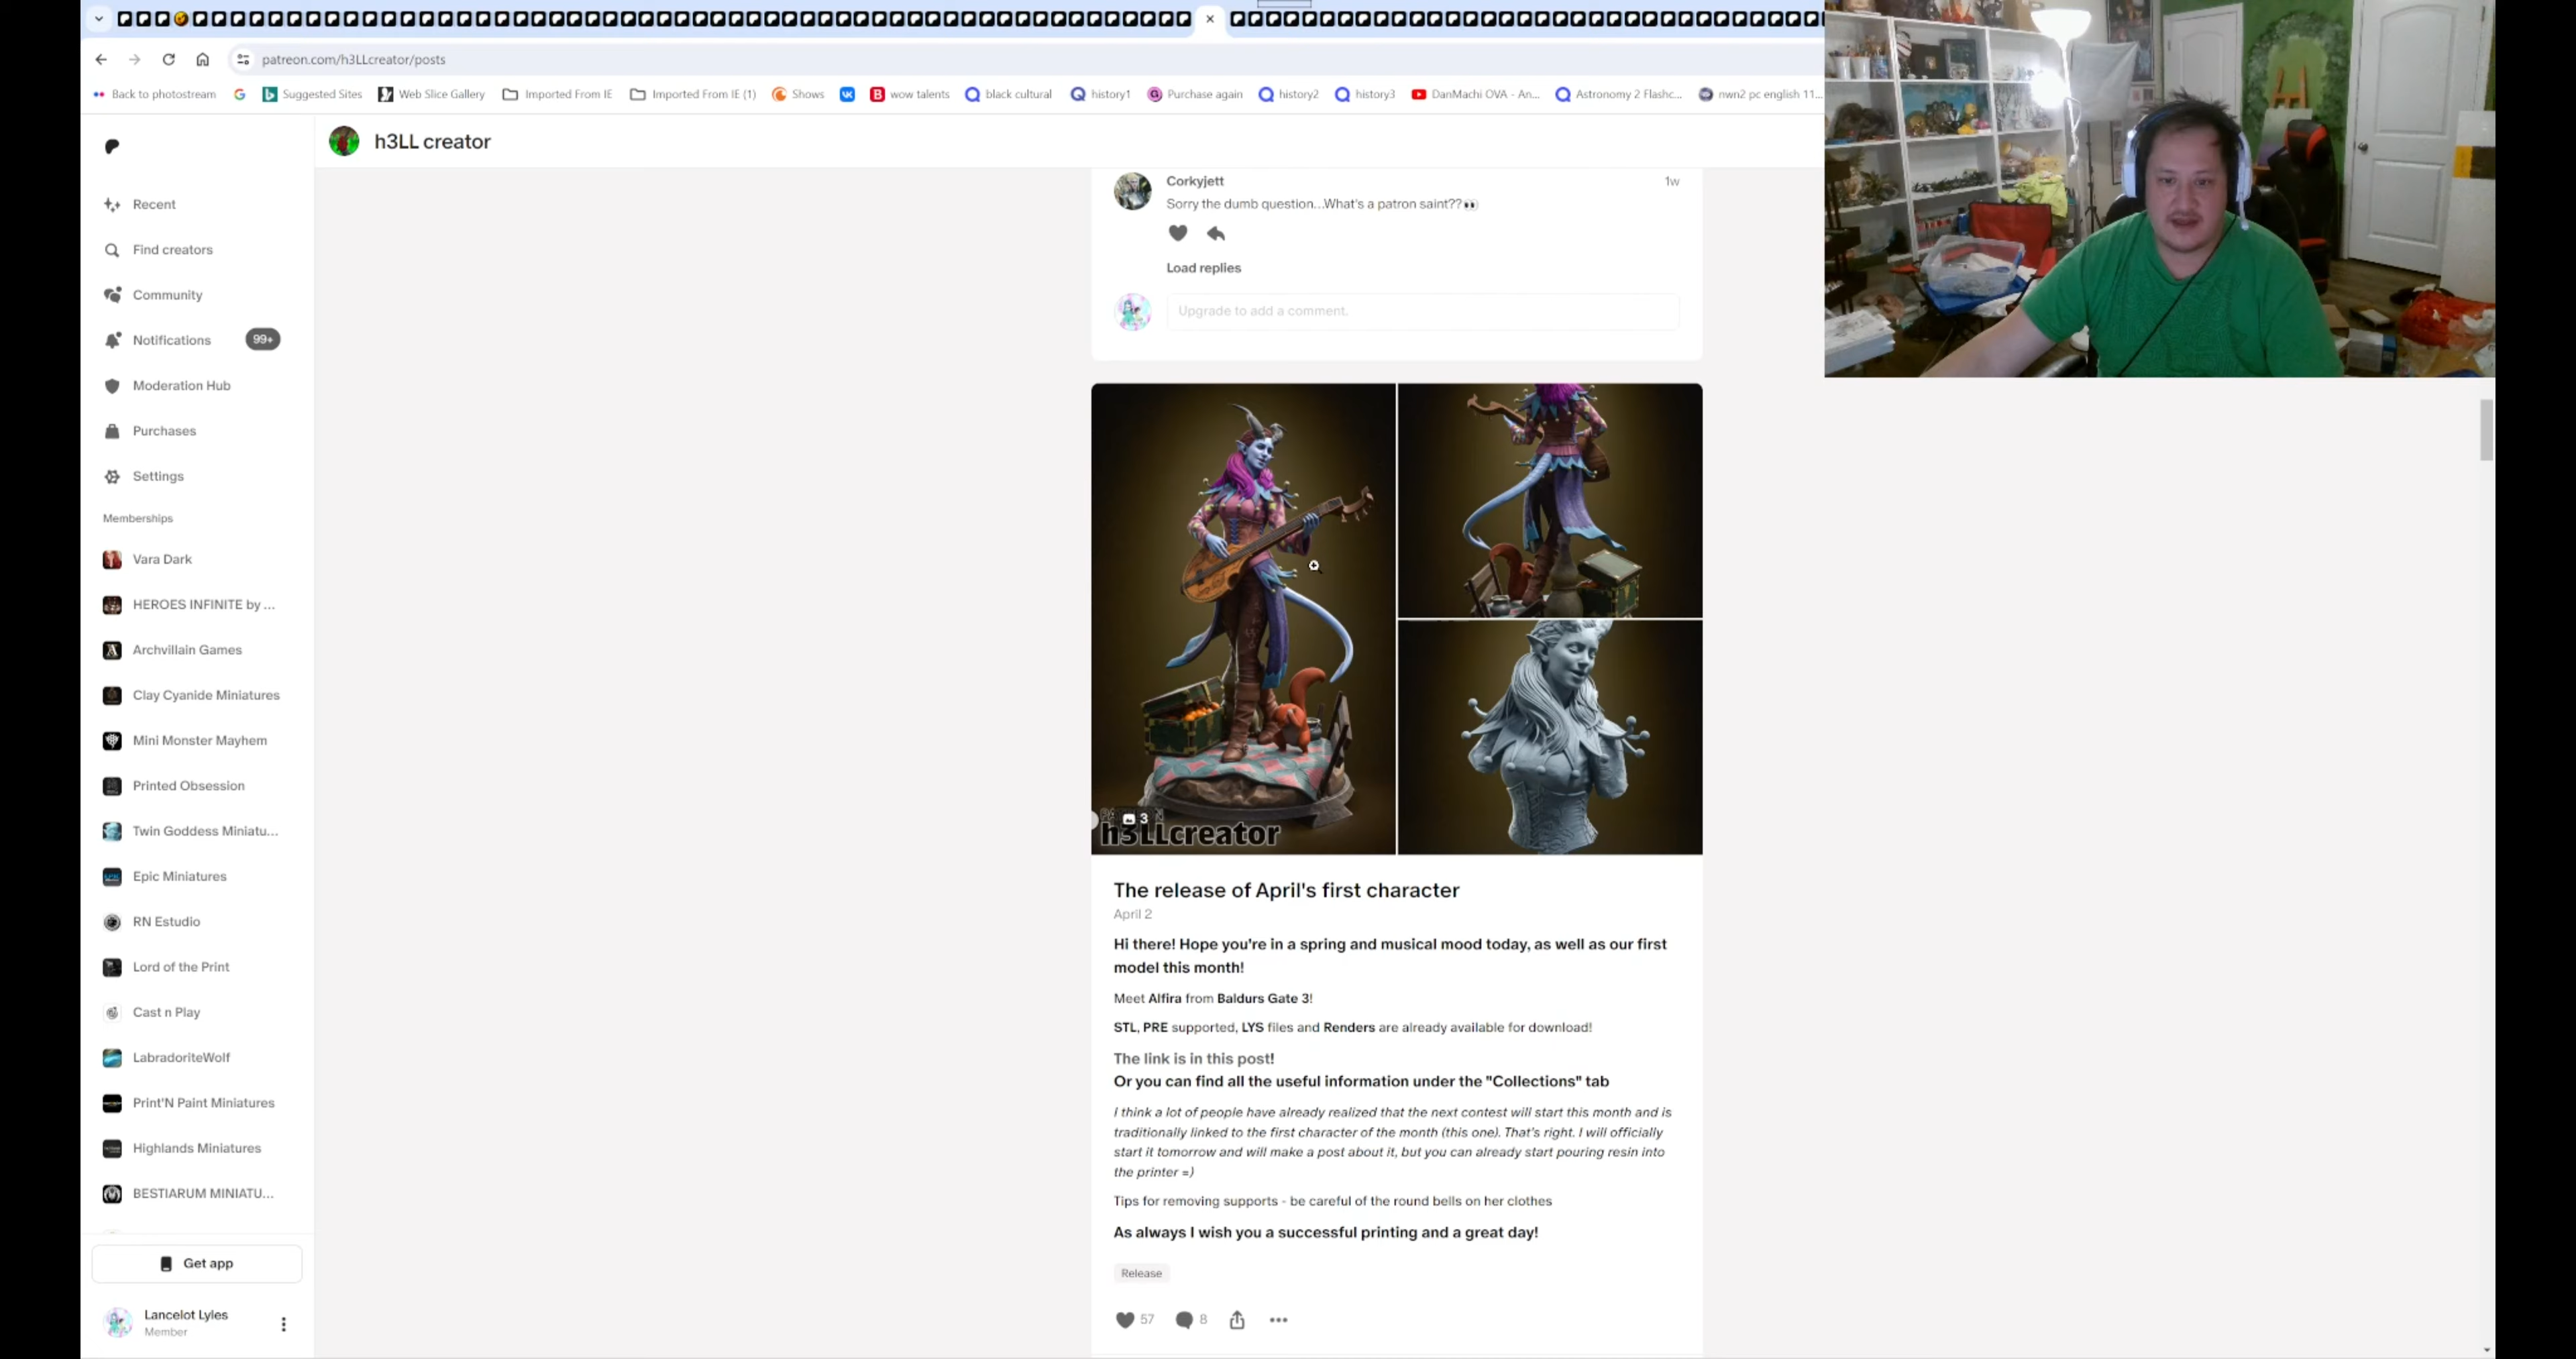 patreon.com/h3LLcreator/posts
Back to photostream
Suggested Sites
Web Slice Gallery
Imported From IE
Imported From IE (1)
Shows
wow talents
black cultural
history1
Purchase again
history2
history3
DanMachi OVA - An...
Astronomy 2 Flashc...
nwn2 pc english 11...
h3LL creator
Recent
Find creators
Community
Notifications
99+
Moderation Hub
Purchases
Settings
Memberships
Vara Dark
HEROES INFINITE by ...
Archvillain Games
Clay Cyanide Miniatures
Mini Monster Mayhem
Printed Obsession
Twin Goddess Miniatu...
Epic Miniatures
RN Estudio
Lord of the Print
Cast n Play
LabradoriteWolf
Print'N Paint Miniatures
Highlands Miniatures
BESTIARUM MINIATU...
Get app
Lancelot Lyles
Member
Corkyjett
1w
Sorry the dumb question...What's a patron saint??👀
Load replies
Upgrade to add a comment.
3
h3LLcreator
The release of April's first character
April 2
Hi there! Hope you're in a spring and musical mood today, as well as our first
model this month!
Meet Alfira from Baldurs Gate 3!
STL, PRE supported, LYS files and Renders are already available for download!
The link is in this post!
Or you can find all the useful information under the "Collections" tab
I think a lot of people have already realized that the next contest will start this month and is
traditionally linked to the first character of the month (this one). That's right. I will officially
start it tomorrow and will make a post about it, but you can already start pouring resin into
the printer =)
Tips for removing supports - be careful of the round bells on her clothes
As always I wish you a successful printing and a great day!
Release
57
8